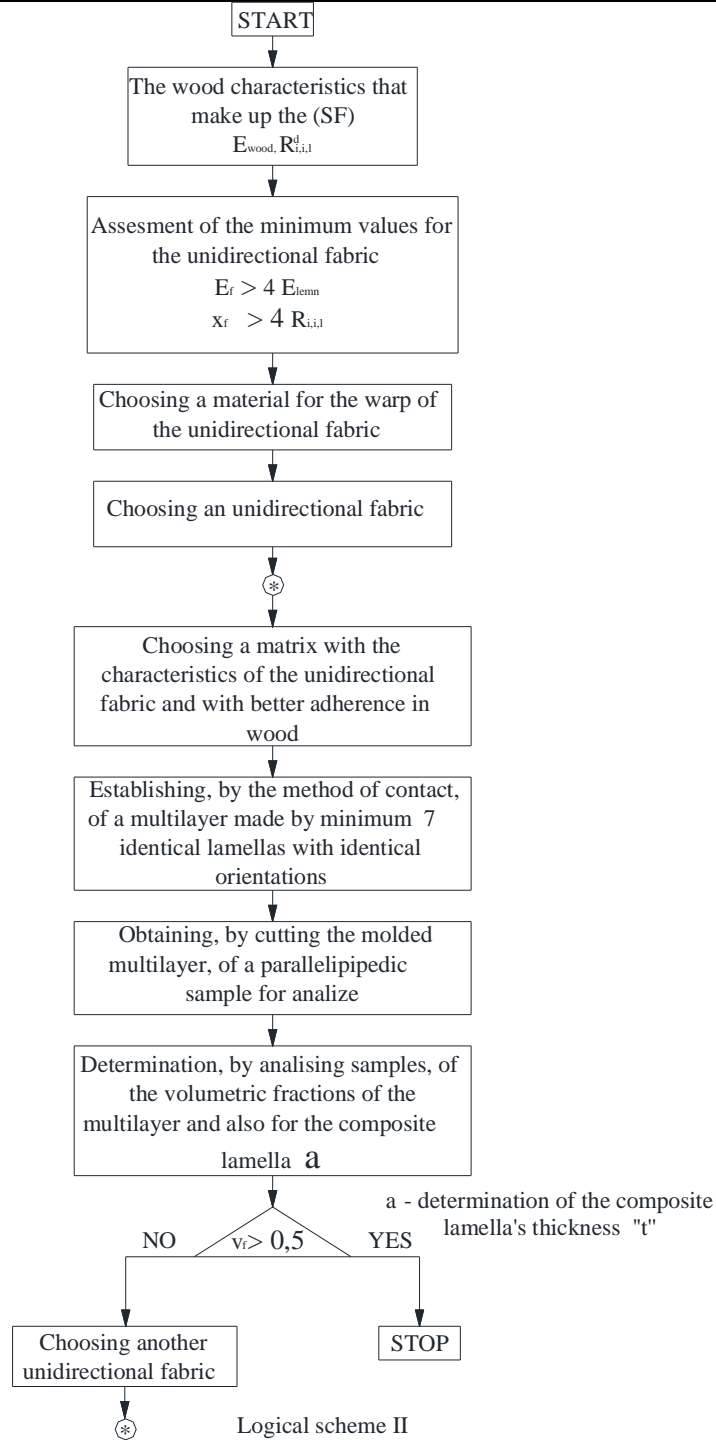 START
The wood characteristics that
make up the (SF)
Ewood, R^d i,i,l
Assesment of the minimum values for
the unidirectional fabric
Ef > 4 Elemn
xf > 4 Ri,i,l
Choosing a material for the warp of
the unidirectional fabric
Choosing an unidirectional fabric
*
Choosing a matrix with the
characteristics of the unidirectional
fabric and with better adherence in
wood
Establishing, by the method of contact,
of a multilayer made by minimum 7
identical lamellas with identical
orientations
Obtaining, by cutting the molded
multilayer, of a parallelipipedic
sample for analize
Determination, by analising samples, of
the volumetric fractions of the
multilayer and also for the composite
lamella a
a - determination of the composite
lamella's thickness "t"
NO vf> 0,5 YES
Choosing another
unidirectional fabric
STOP
*
Logical scheme II